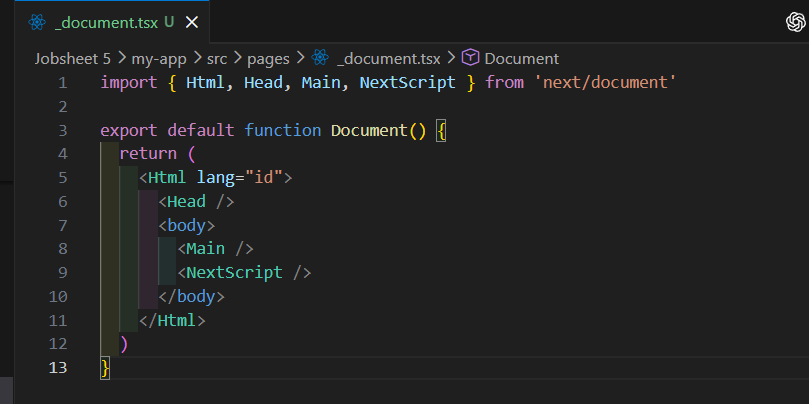 _document.tsx U ×
Jobsheet 5 > my-app > src > pages > _document.tsx > Document
1 import { Html, Head, Main, NextScript } from 'next/document'
2
3 export default function Document() {
4   return (
5     <Html lang="id">
6       <Head />
7       <body>
8         <Main />
9         <NextScript />
10       </body>
11     </Html>
12   )
13 }